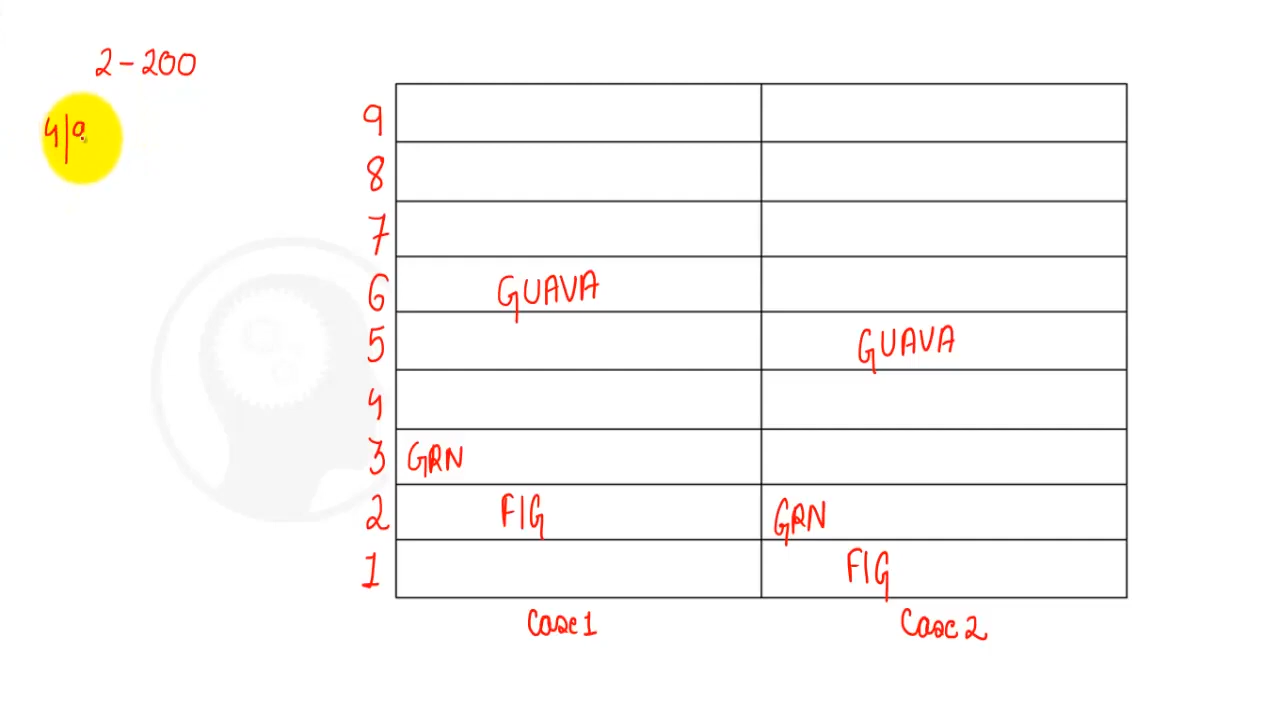 2 - 200
4|9
9
8
7
6 GUAVA
5 GUAVA
4
3 GRN
2 FIG GRN
1 FIG
Case 1 Case 2